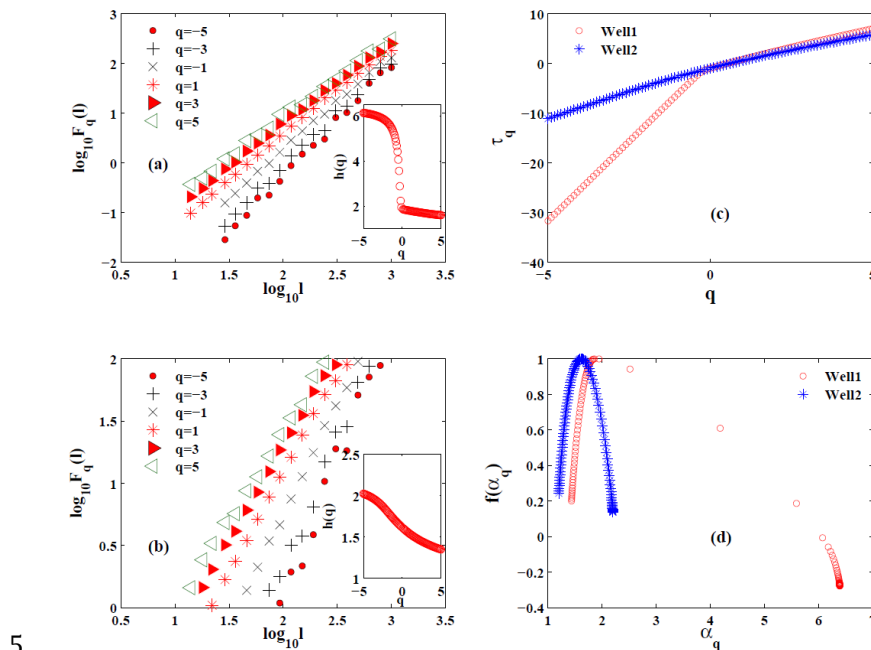 3
2
1
0
−1
−2
0.5
1
1.5
2
2.5
3
3.5
log10Fq(l)
log10l
q=−5
q=−3
q=−1
q=1
q=3
q=5
(a)
6
4
2
−5
0
5
h(q)
q
10
0
−10
−20
−30
−40
−5
0
5
τq
q
Well1
Well2
(c)
2
1.5
1
0.5
0
0.5
1
1.5
2
2.5
3
3.5
log10Fq(l)
log10l
q=−5
q=−3
q=−1
q=1
q=3
q=5
(b)
2.5
2
1.5
1
−5
0
5
h(q)
q
1
0.8
0.6
0.4
0.2
0
−0.2
−0.4
1
2
3
4
5
6
7
f(αq)
αq
Well1
Well2
(d)
5